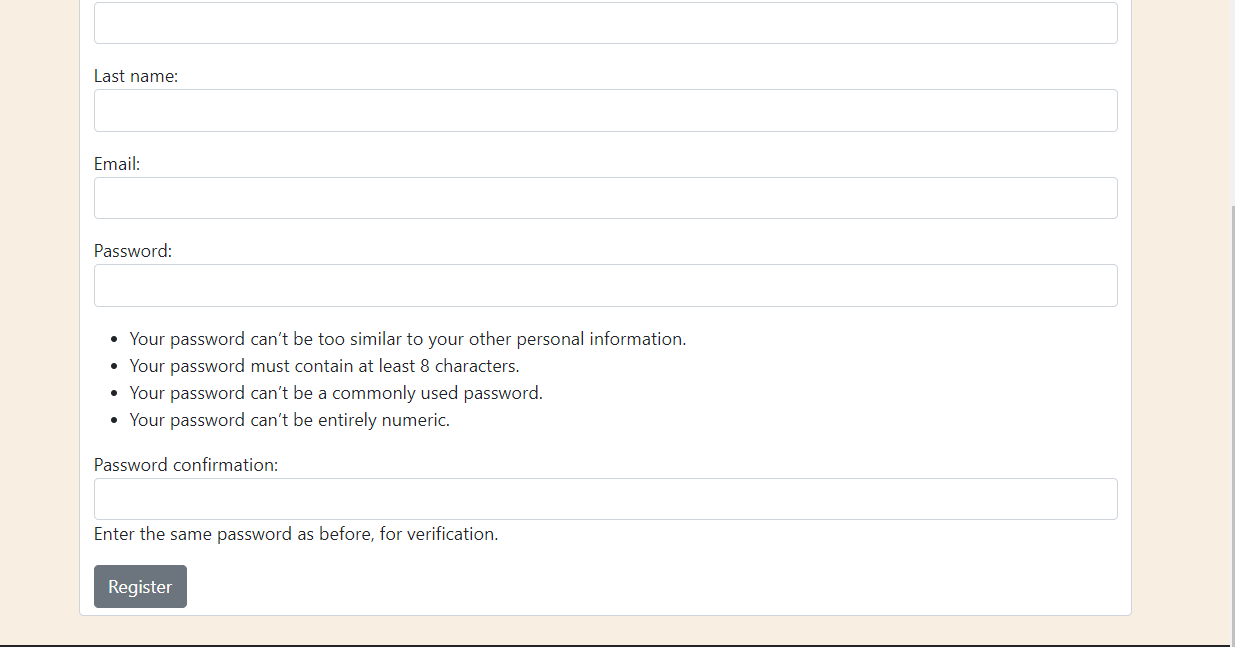 Last name:
Email:
Password:
Your password can’t be too similar to your other personal information.
Your password must contain at least 8 characters.
Your password can’t be a commonly used password.
Your password can’t be entirely numeric.
Password confirmation:
Enter the same password as before, for verification.
Register